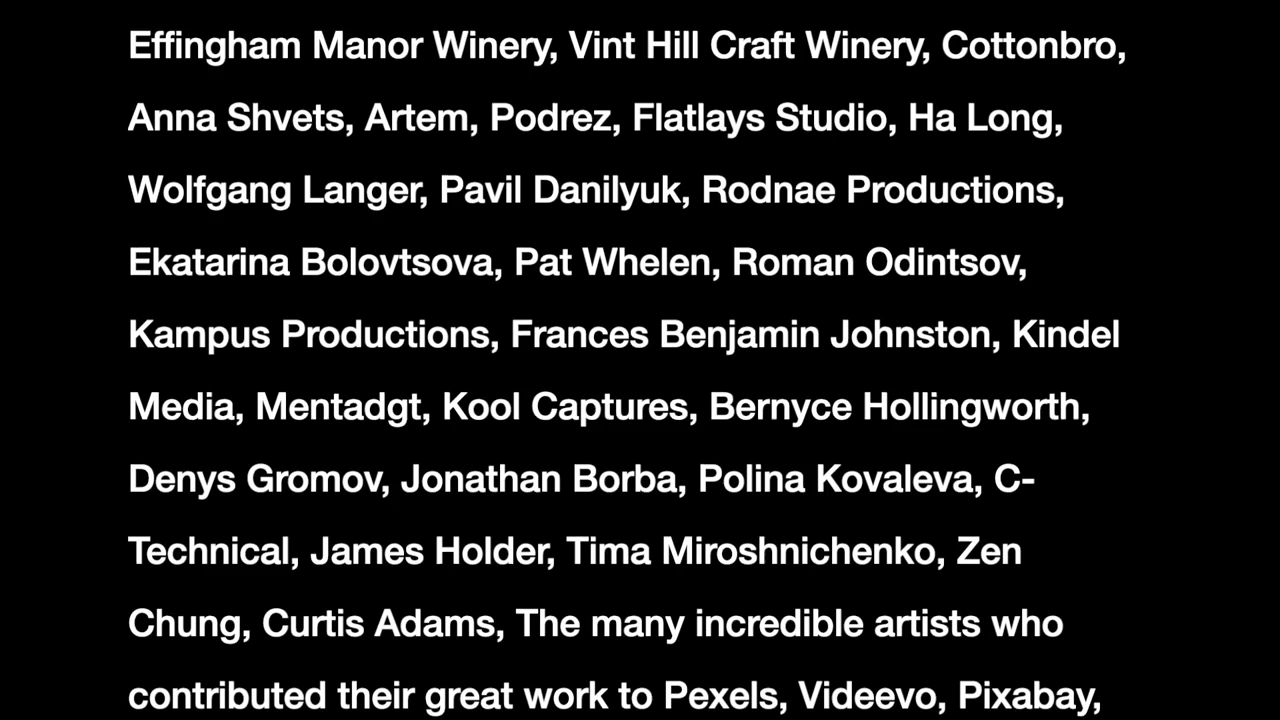 Effingham Manor Winery, Vint Hill Craft Winery, Cottonbro,
Anna Shvets, Artem, Podrez, Flatlays Studio, Ha Long,
Wolfgang Langer, Pavil Danilyuk, Rodnae Productions,
Ekatarina Bolovtsova, Pat Whelen, Roman Odintsov,
Kampus Productions, Frances Benjamin Johnston, Kindel
Media, Mentadgt, Kool Captures, Bernyce Hollingworth,
Denys Gromov, Jonathan Borba, Polina Kovaleva, C-
Technical, James Holder, Tima Miroshnichenko, Zen
Chung, Curtis Adams, The many incredible artists who
contributed their great work to Pexels, Videevo, Pixabay,